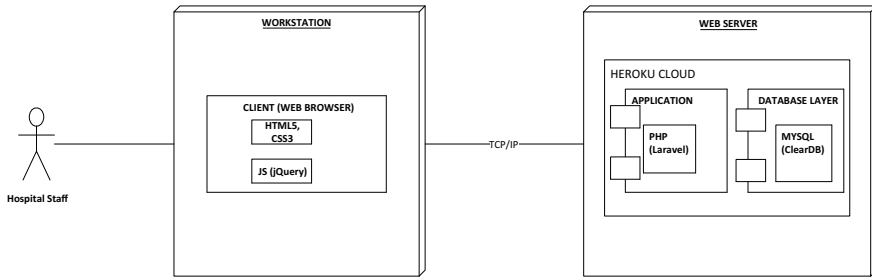 WORKSTATION
CLIENT (WEB BROWSER)
HTML5,
CSS3
JS (jQuery)
Hospital Staff
TCP/IP
WEB SERVER
HEROKU CLOUD
APPLICATION
PHP
(Laravel)
DATABASE LAYER
MYSQL
(ClearDB)